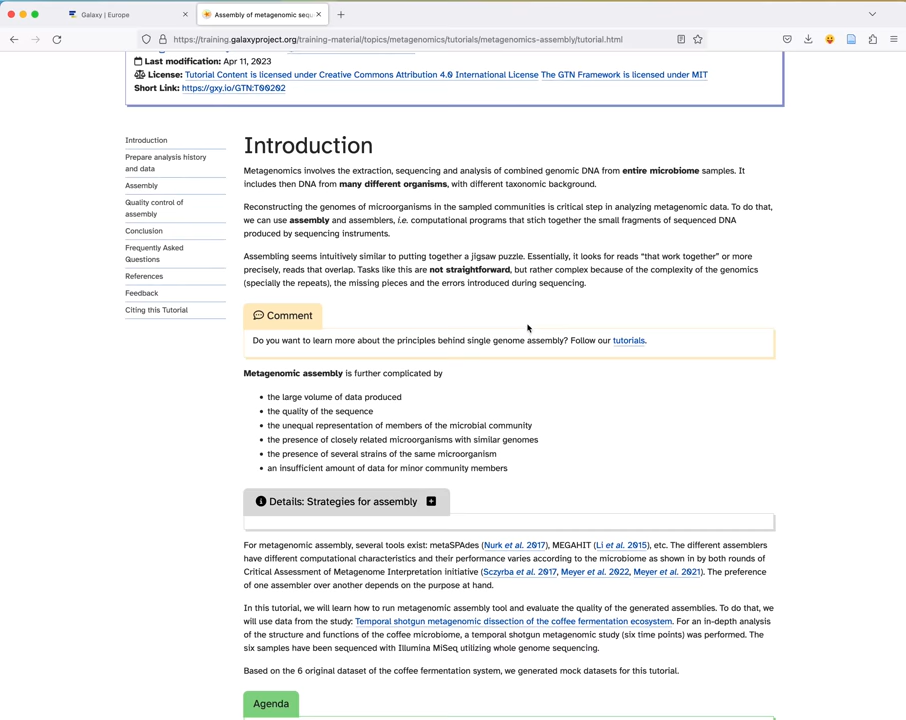 Galaxy | Europe
Assembly of metagenomic sequ
https://training.galaxyproject.org/training-material/topics/metagenomics/tutorials/metagenomics-assembly/tutorial.html
Last modification: Apr 11, 2023
License: Tutorial Content is licensed under Creative Commons Attribution 4.0 International License The GTN Framework is licensed under MIT
Short Link: https://gxy.io/GTN:T00202
Introduction
Prepare analysis history
and data
Assembly
Quality control of
assembly
Conclusion
Frequently Asked
Questions
References
Feedback
Citing this Tutorial
Introduction
Metagenomics involves the extraction, sequencing and analysis of combined genomic DNA from entire microbiome samples. It
includes then DNA from many different organisms, with different taxonomic background.
Reconstructing the genomes of microorganisms in the sampled communities is critical step in analyzing metagenomic data. To do that,
we can use assembly and assemblers, i.e. computational programs that stich together the small fragments of sequenced DNA
produced by sequencing instruments.
Assembling seems intuitively similar to putting together a jigsaw puzzle. Essentially, it looks for reads "that work together" or more
precisely, reads that overlap. Tasks like this are not straightforward, but rather complex because of the complexity of the genomics
(specially the repeats), the missing pieces and the errors introduced during sequencing.
Comment
Do you want to learn more about the principles behind single genome assembly? Follow our tutorials.
Metagenomic assembly is further complicated by
• the large volume of data produced
• the quality of the sequence
• the unequal representation of members of the microbial community
• the presence of closely related microorganisms with similar genomes
• the presence of several strains of the same microorganism
• an insufficient amount of data for minor community members
Details: Strategies for assembly
For metagenomic assembly, several tools exist: metaSPAdes (Nurk et al. 2017), MEGAHIT (Li et al. 2015), etc. The different assemblers
have different computational characteristics and their performance varies according to the microbiome as shown in by both rounds of
Critical Assessment of Metagenome Interpretation initiative (Sczyrba et al. 2017, Meyer et al. 2022, Meyer et al. 2021). The preference
of one assembler over another depends on the purpose at hand.
In this tutorial, we will learn how to run metagenomic assembly tool and evaluate the quality of the generated assemblies. To do that, we
will use data from the study: Temporal shotgun metagenomic dissection of the coffee fermentation ecosystem. For an in-depth analysis
of the structure and functions of the coffee microbiome, a temporal shotgun metagenomic study (six time points) was performed. The
six samples have been sequenced with Illumina MiSeq utilizing whole genome sequencing.
Based on the 6 original dataset of the coffee fermentation system, we generated mock datasets for this tutorial.
Agenda